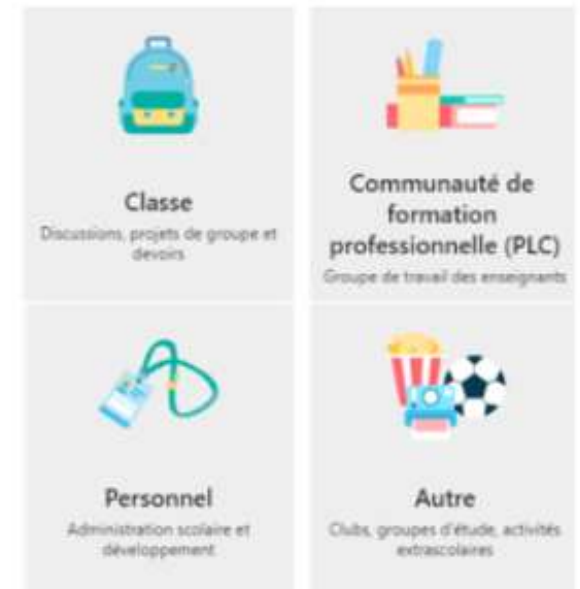 Classe
Discussions, projets de groupe et
devoirs
Communauté de
formation
professionnelle (PLC)
Groupe de travail des enseignants
Personnel
Administration scolaire et
développement
Autre
Clubs, groupes d'étude, activités
extrascolaires